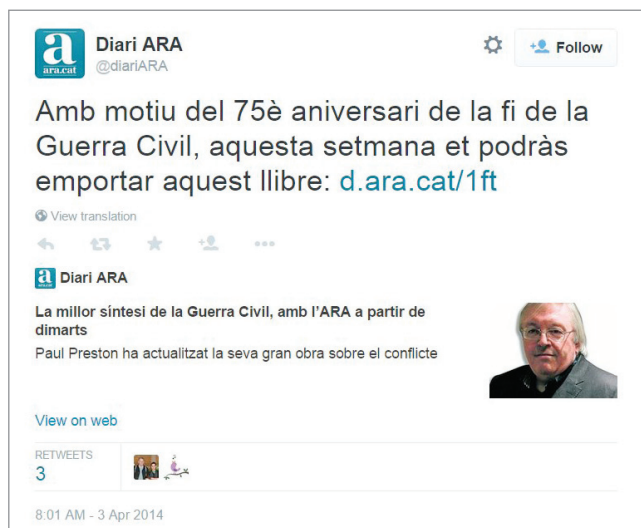 a
ara.cat
Diari ARA
@diariARA
Follow
Amb motiu del 75è aniversari de la fi de la
Guerra Civil, aquesta setmana et podràs
emportar aquest llibre: d.ara.cat/1ft
View translation
a
Diari ARA
La millor síntesi de la Guerra Civil, amb l'ARA a partir de
dimarts
Paul Preston ha actualitzat la seva gran obra sobre el conflicte
View on web
RETWEETS
3
8:01 AM - 3 Apr 2014